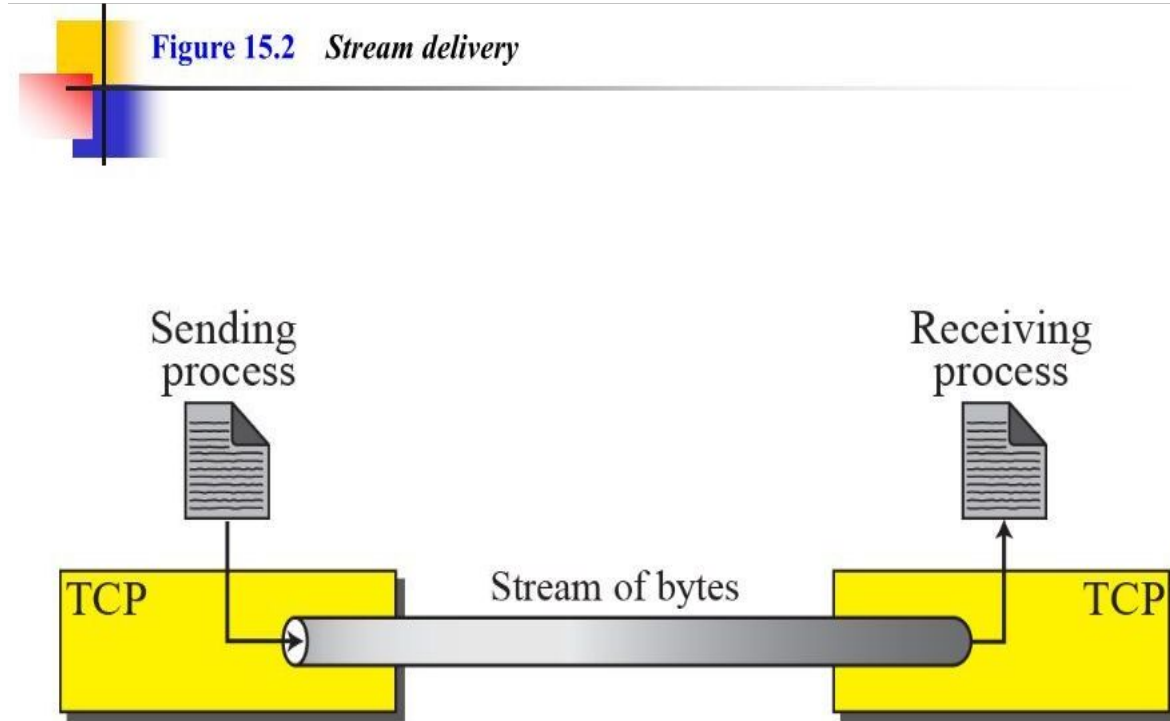 Figure 15.2 Stream delivery
Sending
process
Receiving
process
TCP
Stream of bytes
TCP